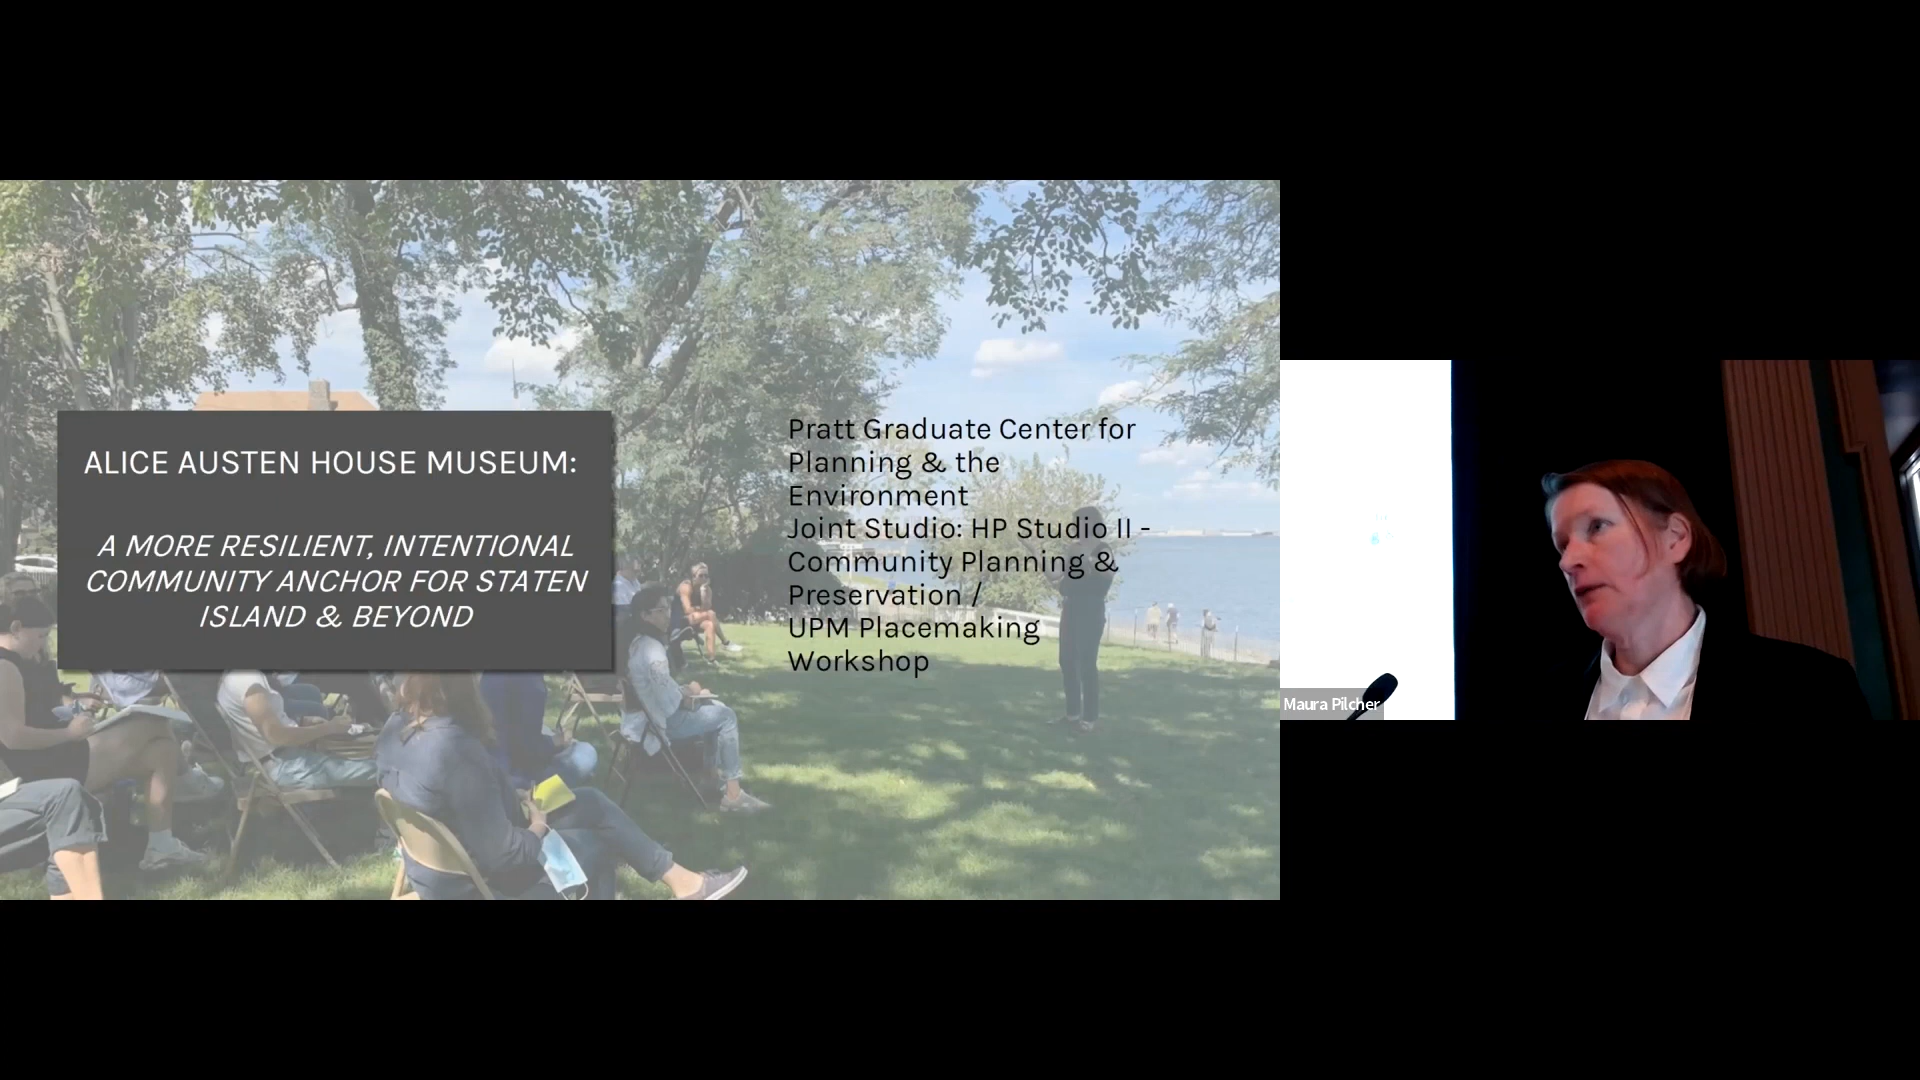 ALICE AUSTEN HOUSE MUSEUM:
A MORE RESILIENT, INTENTIONAL
COMMUNITY ANCHOR FOR STATEN
ISLAND & BEYOND
Pratt Graduate Center for
Planning & the
Environment
Joint Studio: HP Studio II -
Community Planning &
Preservation /
UPM Placemaking
Workshop
Maura Pilcher